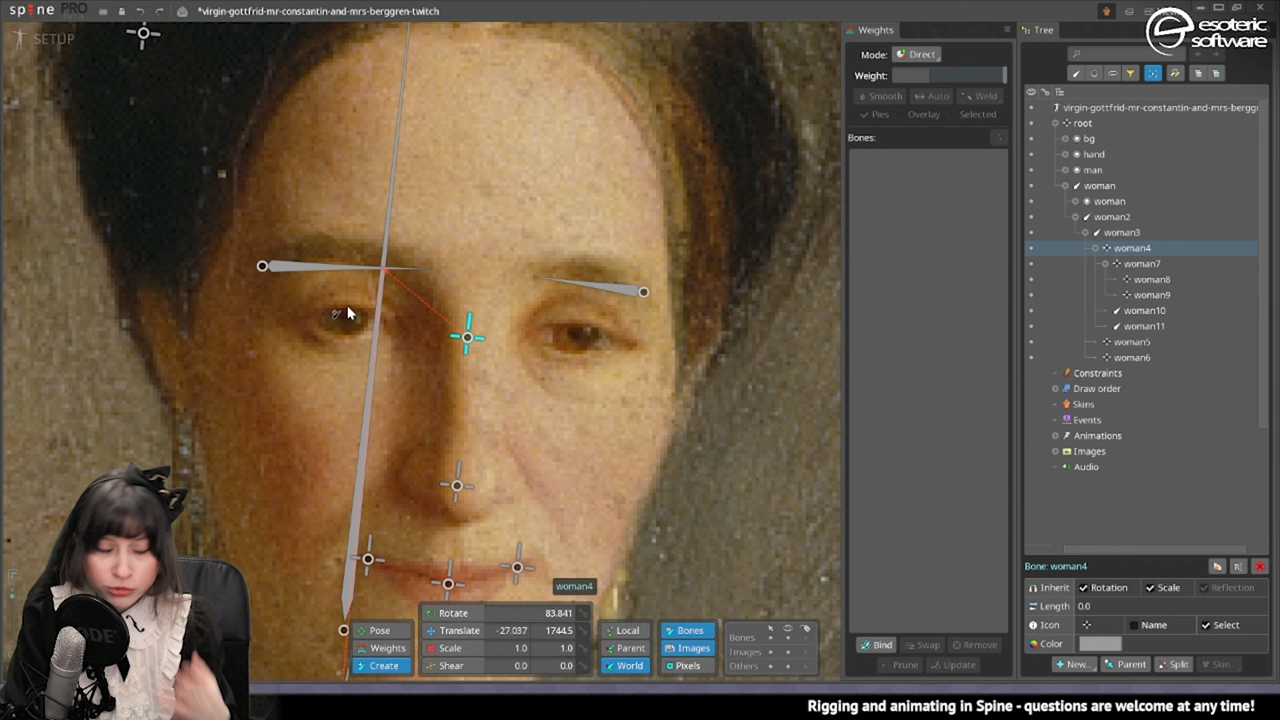 spine PRO
beta
*virgin-gottfrid-mr-constantin-and-mrs-berggren-twitch
SETUP
esoteric
software
Weights
Mode: Direct
Weight:
Smooth Auto Weld
Pies Overlay Selected
Bones:
Bind Swap Remove
Prune Update
Tree
virgin-gottfrid-mr-constantin-and-mrs-berggr
root
bg
hand
man
woman
woman
woman2
woman3
woman4
woman7
woman8
woman9
woman10
woman11
woman5
woman6
Constraints
Draw order
Skins
Events
Animations
Images
Audio
Bone: woman4
Inherit Rotation Scale Reflection
Length 0.0
Icon Name Select
Color
New... Parent Split Skin...
woman4
Pose
Weights
Create
Rotate 83.841
Translate -27.037 1744.5
Scale 1.0 1.0
Shear 0.0 0.0
Local
Parent
World
Bones
Images
Pixels
Bones
Images
Others
Rigging and animating in Spine - questions are welcome at any time!